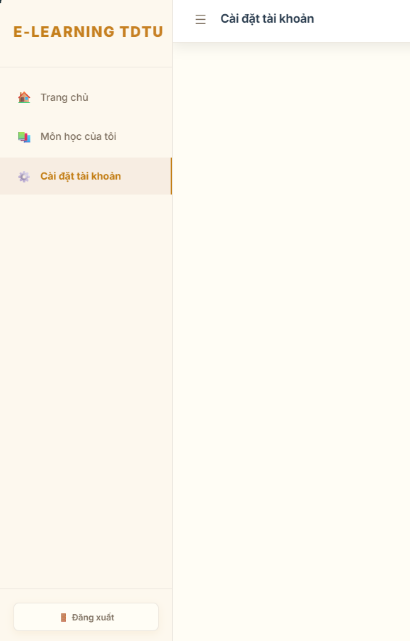 E-LEARNING TDTU
☰ Cài đặt tài khoản
Trang chủ
Môn học của tôi
Cài đặt tài khoản
Đăng xuất